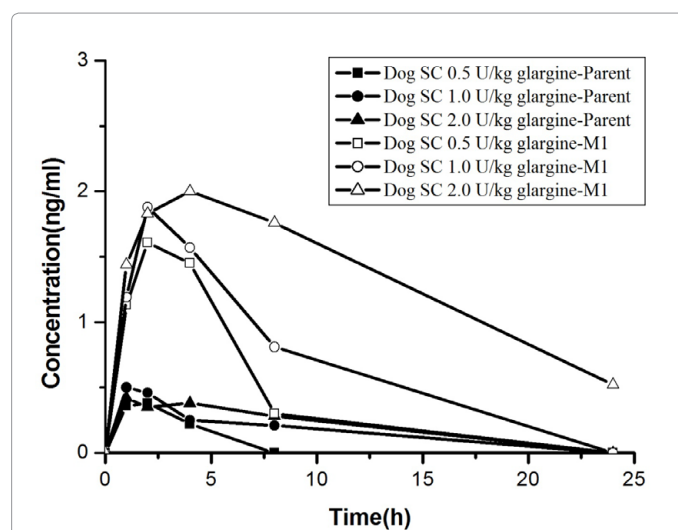 3
Dog SC 0.5 U/kg glargine-Parent
Dog SC 1.0 U/kg glargine-Parent
Dog SC 2.0 U/kg glargine-Parent
Dog SC 0.5 U/kg glargine-M1
Dog SC 1.0 U/kg glargine-M1
Dog SC 2.0 U/kg glargine-M1
2
1
0
Concentration(ng/ml)
0 5 10 15 20 25
Time(h)